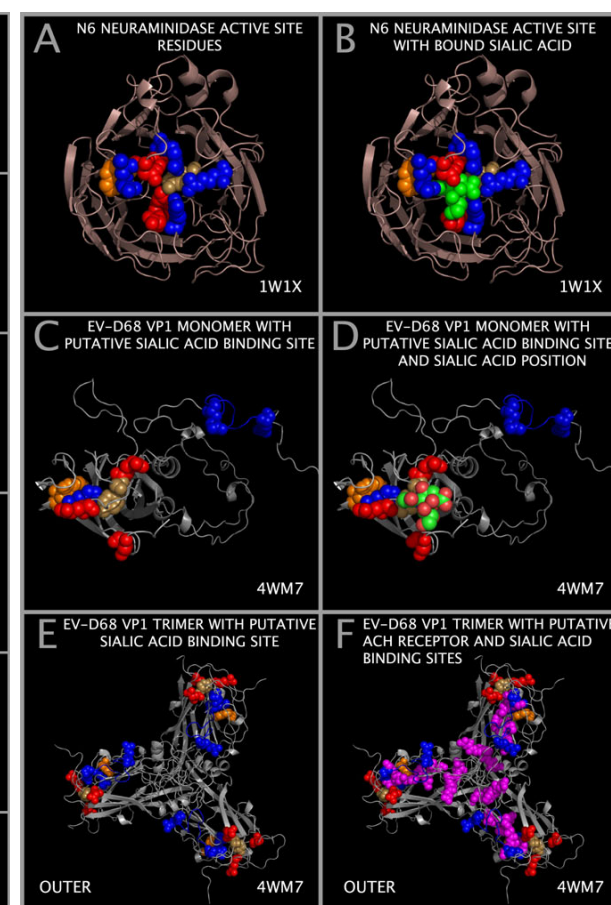 A
N6 NEURAMINIDASE ACTIVE SITE
RESIDUES
1W1X
B
N6 NEURAMINIDASE ACTIVE SITE
WITH BOUND SIALIC ACID
1W1X
C
EV-D68 VP1 MONOMER WITH
PUTATIVE SIALIC ACID BINDING SITE
4WM7
D
EV-D68 VP1 MONOMER WITH
PUTATIVE SIALIC ACID BINDING SITE
AND SIALIC ACID POSITION
4WM7
E
EV-D68 VP1 TRIMER WITH PUTATIVE
SIALIC ACID BINDING SITE
OUTER
4WM7
F
EV-D68 VP1 TRIMER WITH PUTATIVE
ACH RECEPTOR AND SIALIC ACID
BINDING SITES
OUTER
4WM7